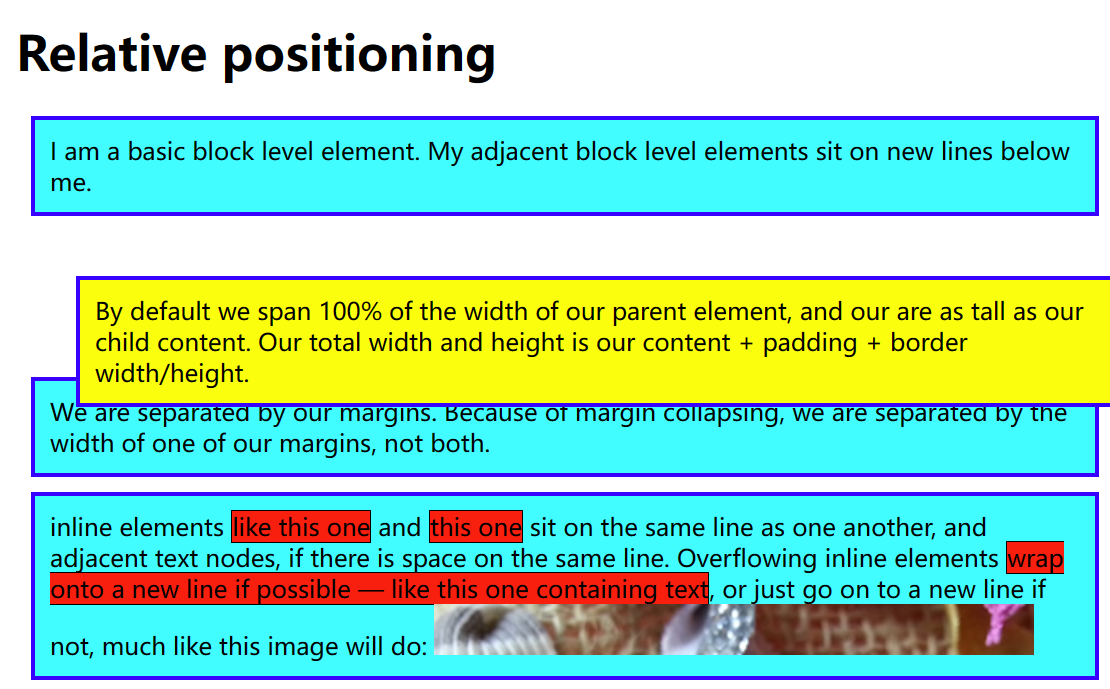 Relative positioning
I am a basic block level element. My adjacent block level elements sit on new lines below
me.
By default we span 100% of the width of our parent element, and our are as tall as our
child content. Our total width and height is our content + padding + border
width/height.
We are separated by our margins. Because of margin collapsing, we are separated by the
width of one of our margins, not both.
inline elements like this one and this one sit on the same line as one another, and
adjacent text nodes, if there is space on the same line. Overflowing inline elements wrap
onto a new line if possible — like this one containing text, or just go on to a new line if
not, much like this image will do: